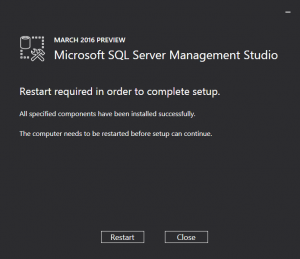 MARCH 2016 PREVIEW
Microsoft SQL Server Management Studio
Restart required in order to complete setup.
All specified components have been installed successfully.
The computer needs to be restarted before setup can continue.
Restart
Close